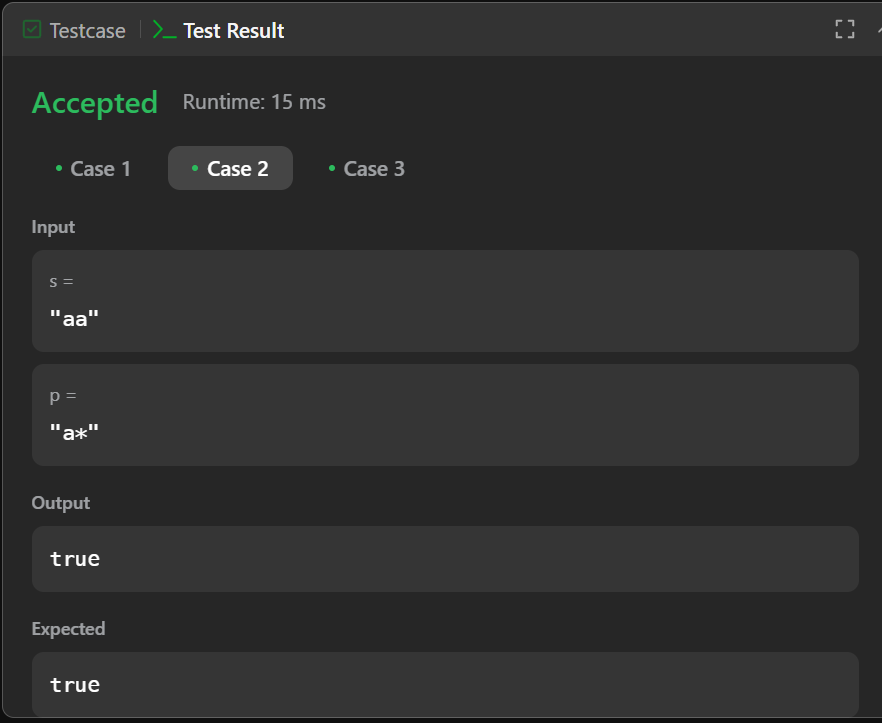 Testcase Test Result
Accepted Runtime: 15 ms
• Case 1 • Case 2 • Case 3
Input
s =
"aa"
p =
"a*"
Output
true
Expected
true